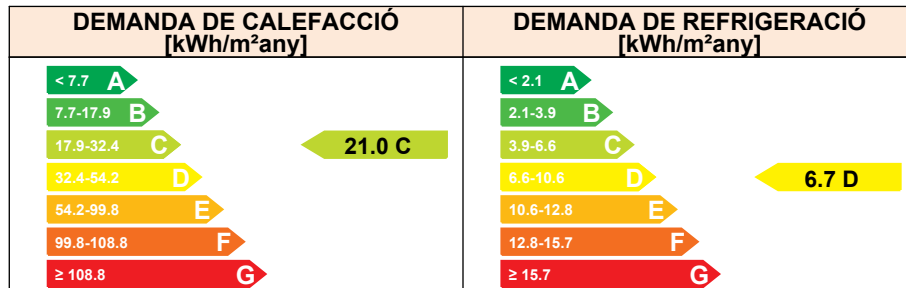 DEMANDA DE CALEFACCIÓ
[kWh/m²any]
< 7.7 A
7.7-17.9 B
17.9-32.4 C
32.4-54.2 D
54.2-99.8 E
99.8-108.8 F
≥ 108.8 G
21.0 C
DEMANDA DE REFRIGERACIÓ
[kWh/m²any]
< 2.1 A
2.1-3.9 B
3.9-6.6 C
6.6-10.6 D
10.6-12.8 E
12.8-15.7 F
≥ 15.7 G
6.7 D